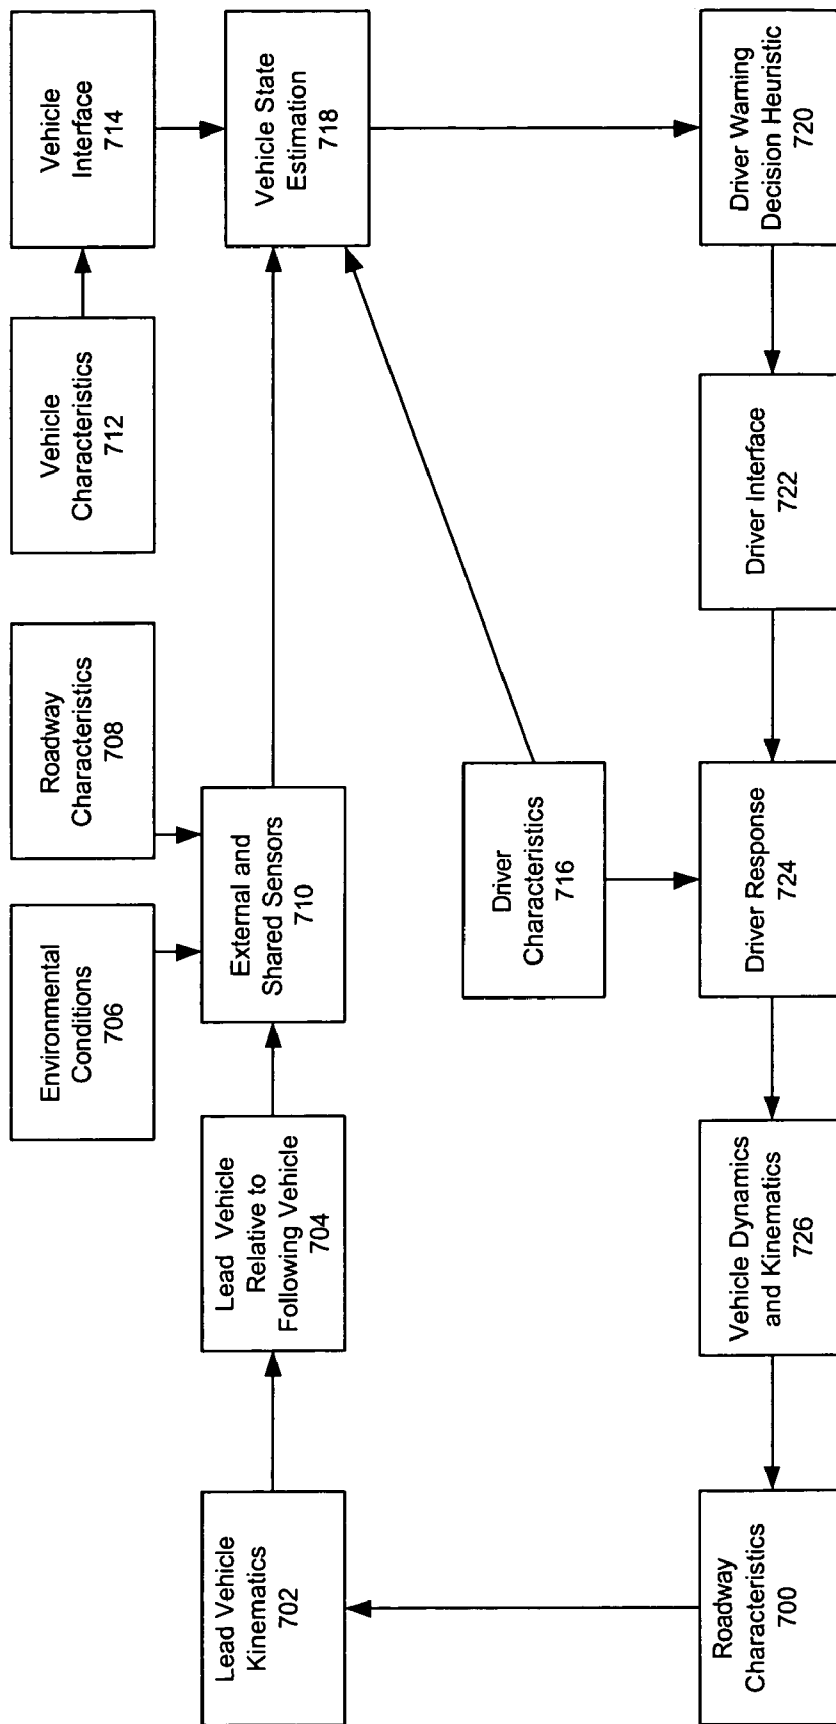 Environmental
Conditions
706
Roadway
Characteristics
708
Vehicle
Characteristics
712
Vehicle
Interface
714
Lead Vehicle
Kinematics
702
Lead Vehicle
Relative to
Following Vehicle
704
External and
Shared Sensors
710
Vehicle State
Estimation
718
Driver
Characteristics
716
Roadway
Characteristics
700
Vehicle Dynamics
and Kinematics
726
Driver Response
724
Driver Interface
722
Driver Warning
Decision Heuristic
720